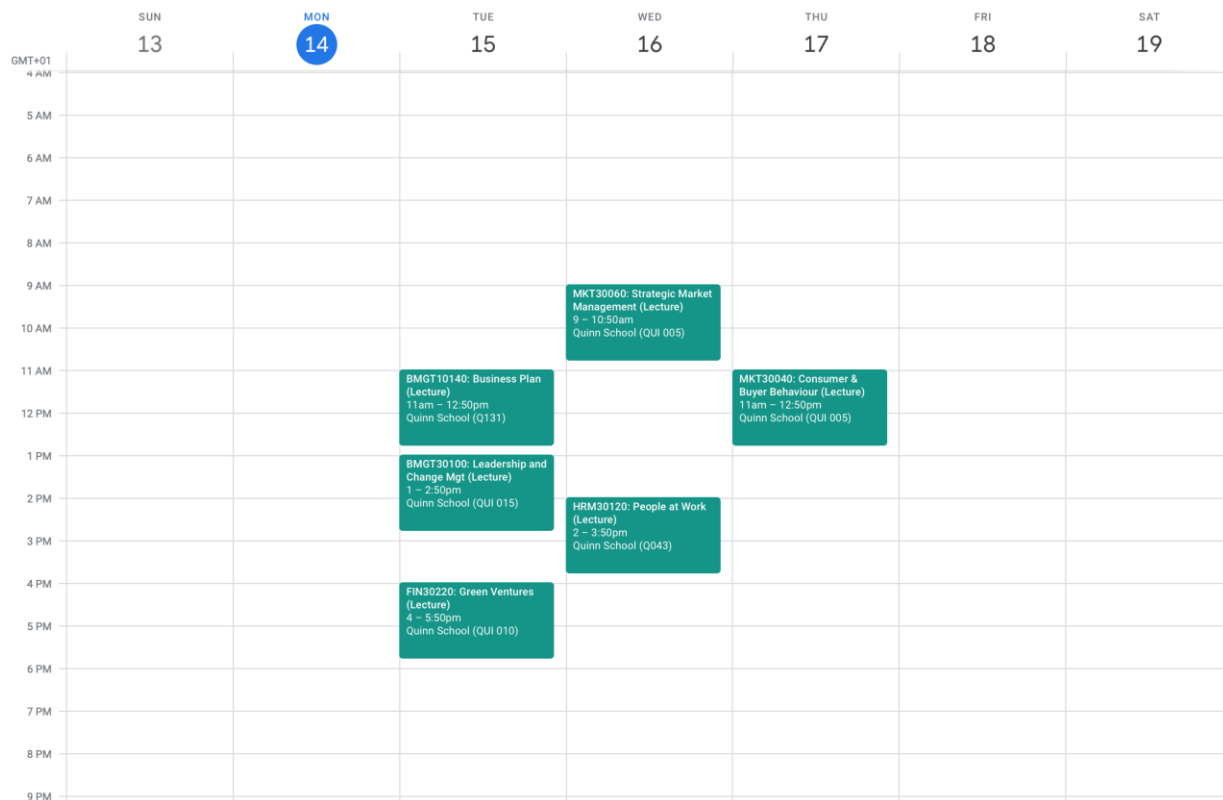 SUN
MON
TUE
WED
THU
FRI
SAT
13
14
15
16
17
18
19
GMT+01
4 AM
5 AM
6 AM
7 AM
8 AM
9 AM
MKT30060: Strategic Market
Management (Lecture)
9 – 10:50am
Quinn School (QUI 005)
10 AM
11 AM
BMGT10140: Business Plan
(Lecture)
11am – 12:50pm
Quinn School (Q131)
MKT30040: Consumer &
Buyer Behaviour (Lecture)
11am – 12:50pm
Quinn School (QUI 005)
12 PM
1 PM
BMGT30100: Leadership and
Change Mgt (Lecture)
1 – 2:50pm
Quinn School (QUI 015)
2 PM
HRM30120: People at Work
(Lecture)
2 – 3:50pm
Quinn School (Q043)
3 PM
4 PM
FIN30220: Green Ventures
(Lecture)
4 – 5:50pm
Quinn School (QUI 010)
5 PM
6 PM
7 PM
8 PM
9 PM